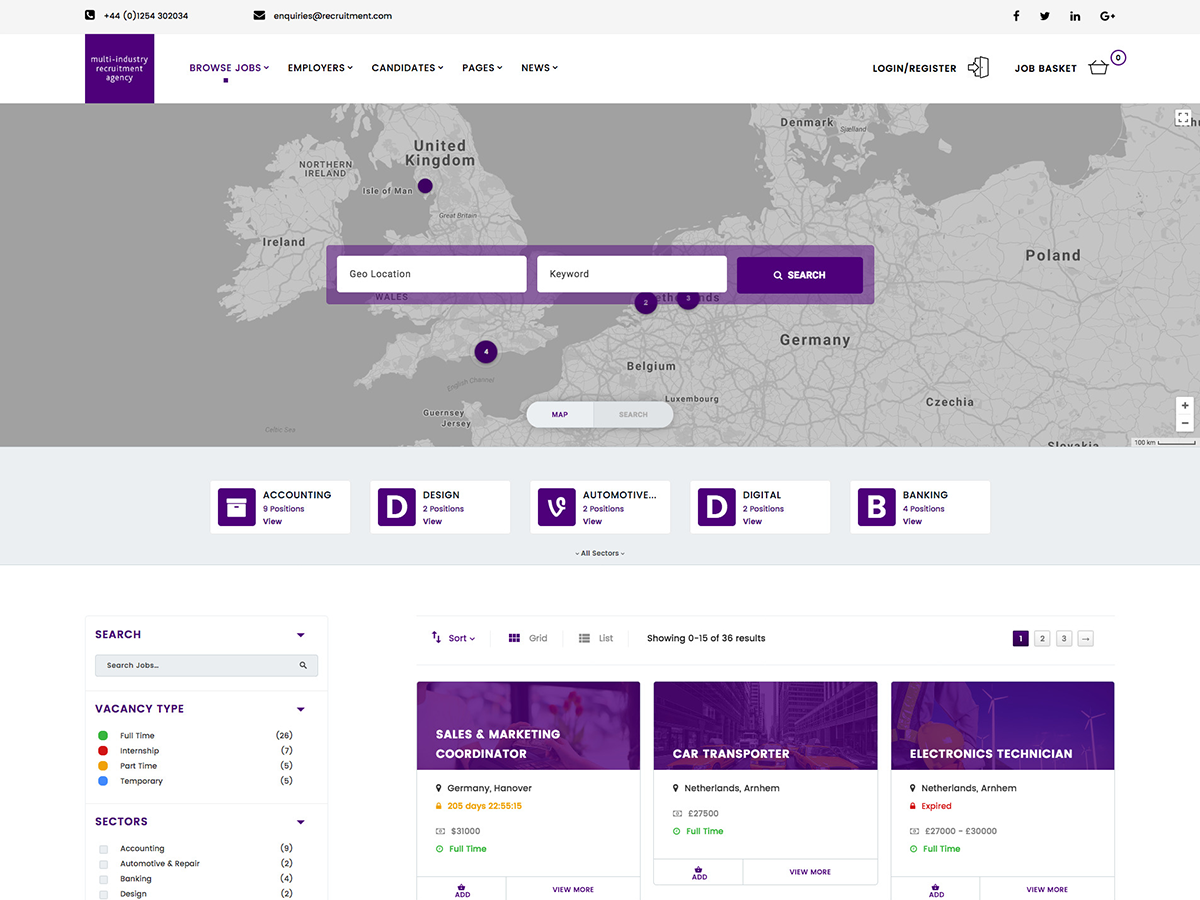 +44 (0)1254 302034
enquiries@recruitment.com
multi-industry
recruitment
agency
BROWSE JOBS
EMPLOYERS
CANDIDATES
PAGES
NEWS
LOGIN/REGISTER
JOB BASKET
0
United
Kingdom
NORTHERN
IRELAND
Isle of Man
Great Britain
Ireland
Denmark
Sjælland
Poland
Geo Location
Keyword
SEARCH
WALES
2
3
4
Germany
Belgium
English Channel
Luxembourg
Czechia
Guernsey
Jersey
Celtic Sea
MAP
SEARCH
Slovakia
+
−
100 km
ACCOUNTING
9 Positions
View
DESIGN
2 Positions
View
AUTOMOTIVE...
2 Positions
View
DIGITAL
2 Positions
View
BANKING
4 Positions
View
D
D
B
All Sectors
SEARCH
Search Jobs...
VACANCY TYPE
Full Time (26)
Internship (7)
Part Time (5)
Temporary (5)
SECTORS
Accounting (9)
Automotive & Repair (2)
Banking (4)
Design (2)
Sort
Grid
List
Showing 0-15 of 36 results
1 2 3 →
SALES & MARKETING
COORDINATOR
Germany, Hanover
205 days 22:55:15
$31000
Full Time
ADD
VIEW MORE
CAR TRANSPORTER
Netherlands, Arnhem
£27500
Full Time
ADD
VIEW MORE
ELECTRONICS TECHNICIAN
Netherlands, Arnhem
Expired
£27000 - £30000
Full Time
ADD
VIEW MORE